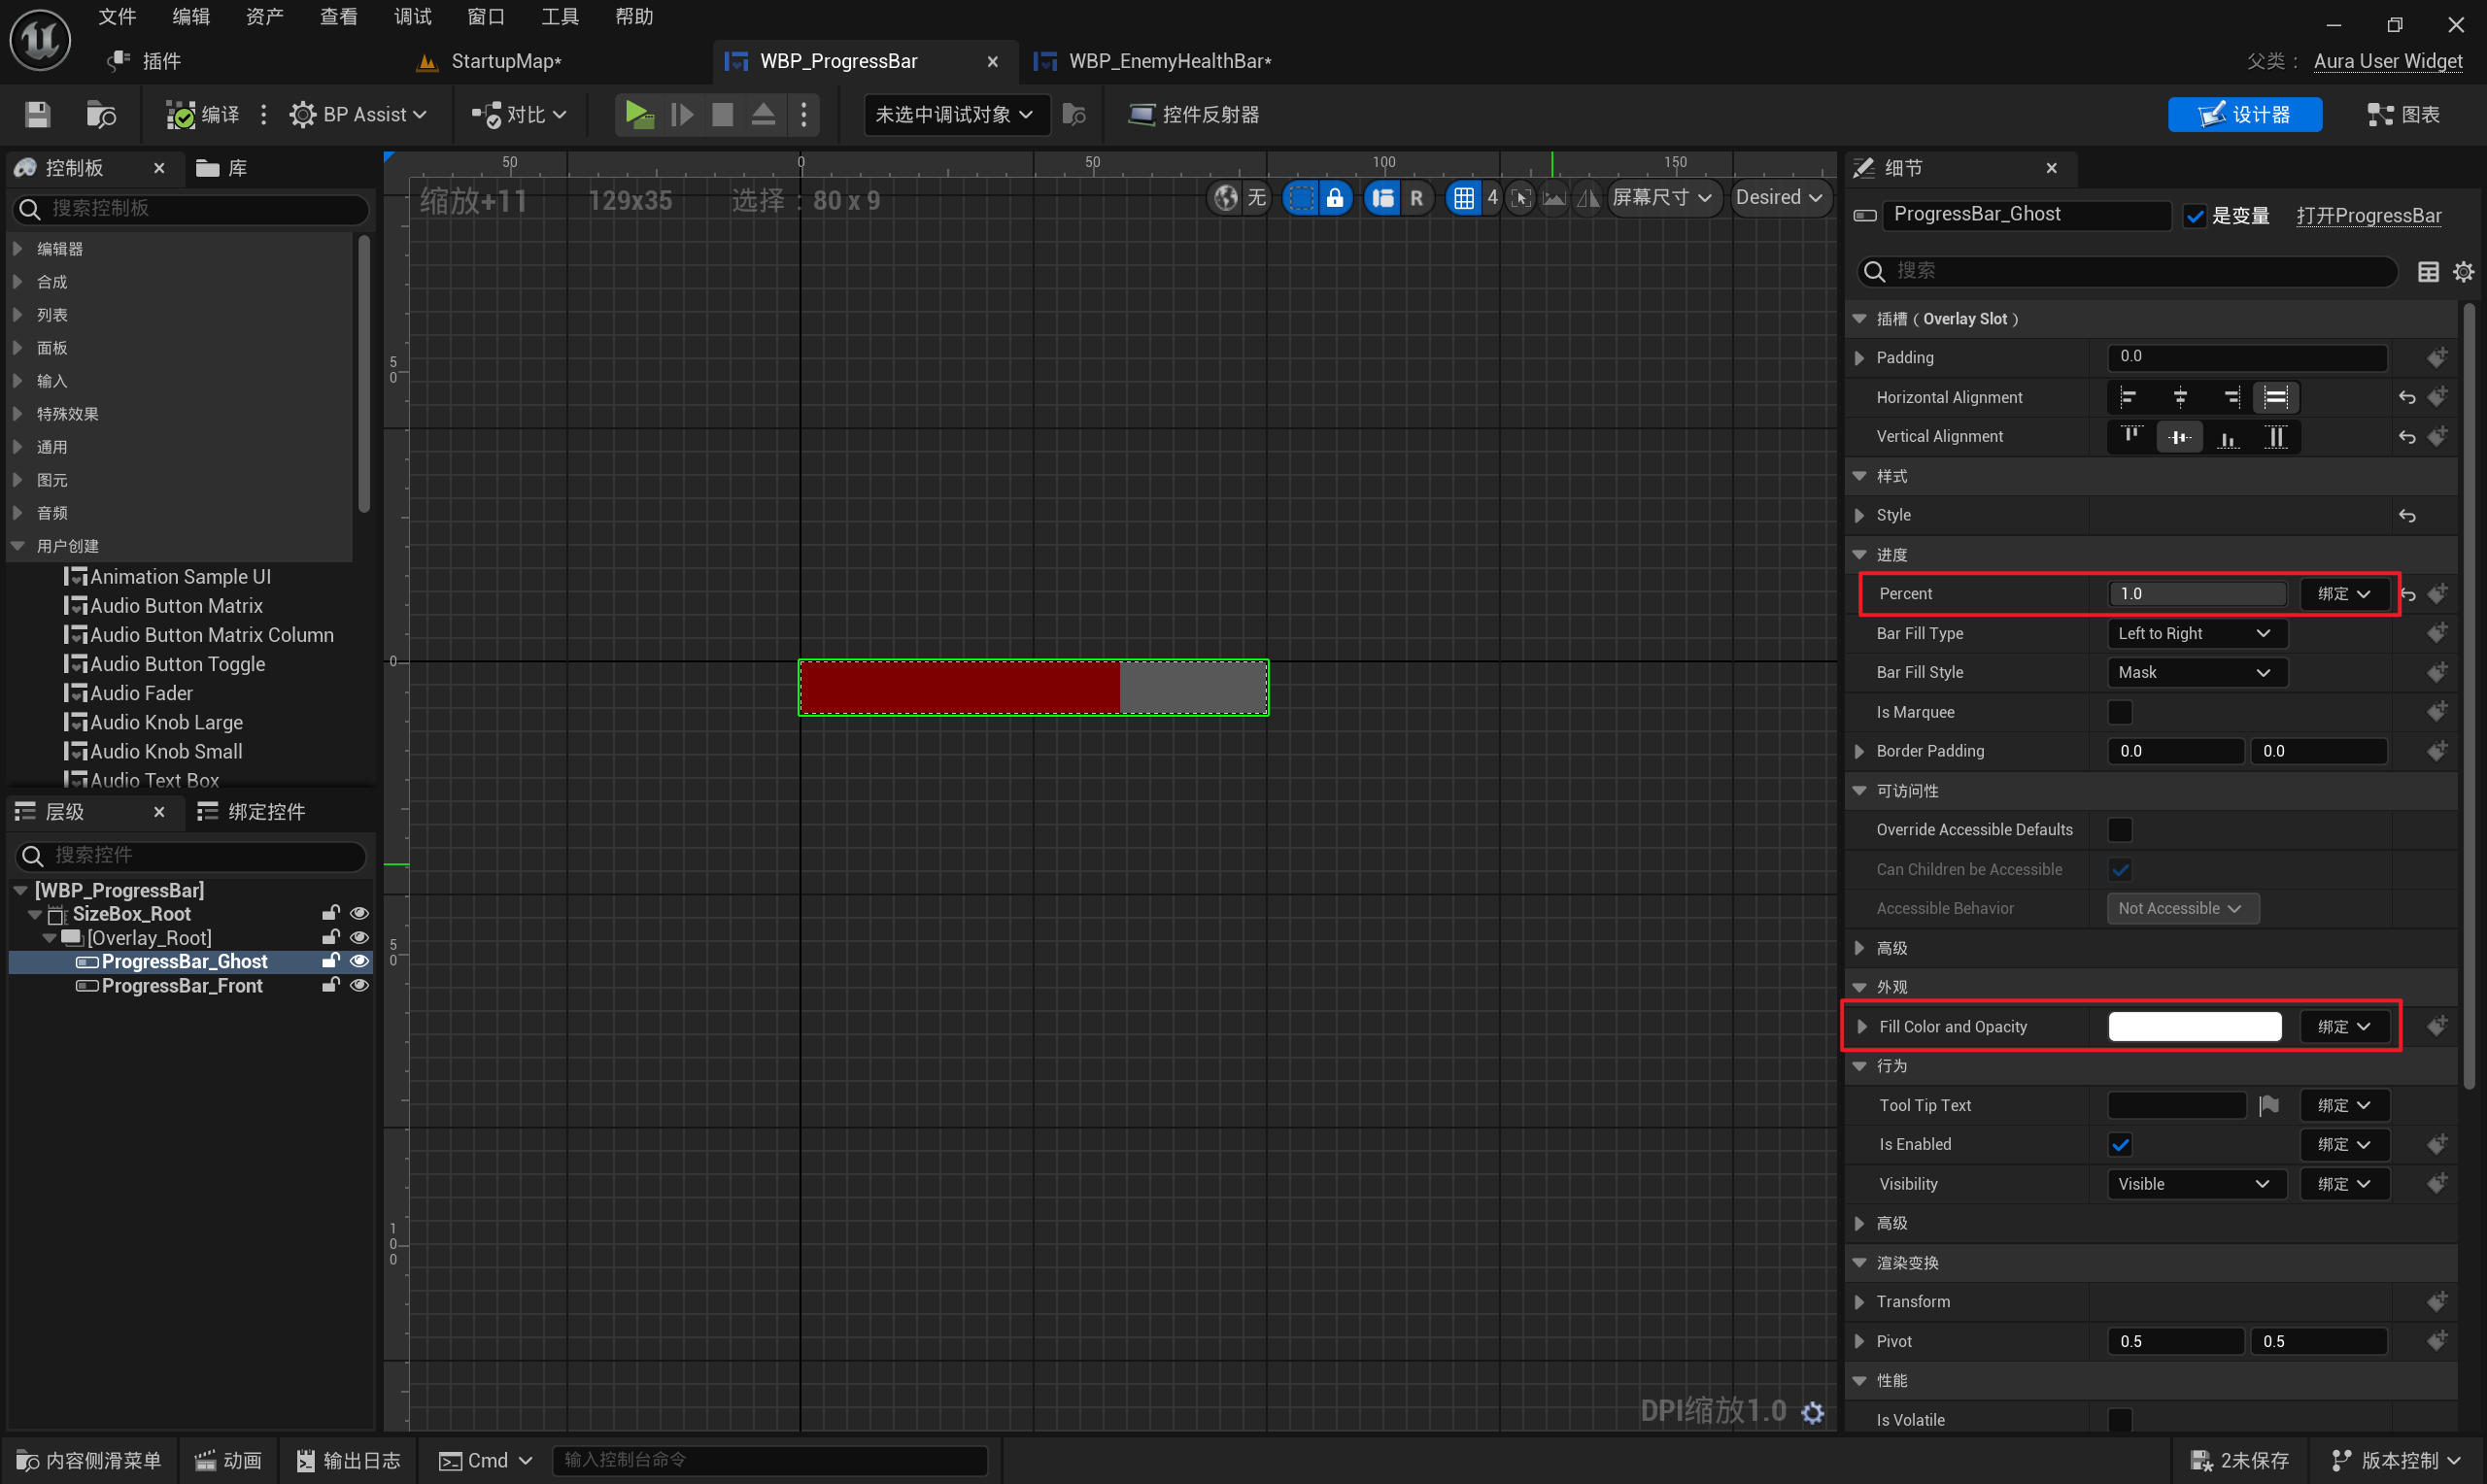 文件 编辑 资产 查看 调试 窗口 工具 帮助
插件 StartupMap* WBP_ProgressBar WBP_EnemyHealthBar* 父类： Aura User Widget
编译 BP Assist 对比 未选中调试对象 控件反射器 设计器 图表
控制板 库
搜索控制板
编辑器
合成
列表
面板
输入
特殊效果
通用
图元
音频
用户创建
Animation Sample UI
Audio Button Matrix
Audio Button Matrix Column
Audio Button Toggle
Audio Fader
Audio Knob Large
Audio Knob Small
Audio Text Box
层级 绑定控件
搜索控件
[WBP_ProgressBar]
SizeBox_Root
[Overlay_Root]
ProgressBar_Ghost
ProgressBar_Front
50 0 50 100 150
缩放+11 129x35 选择：80 x 9 无 R 4 屏幕尺寸 Desired
50
0
50
100
DPI缩放1.0
细节
ProgressBar_Ghost 是变量 打开ProgressBar
搜索
插槽（Overlay Slot）
Padding 0.0
Horizontal Alignment
Vertical Alignment
样式
Style
进度
Percent 1.0 绑定
Bar Fill Type Left to Right
Bar Fill Style Mask
Is Marquee
Border Padding 0.0 0.0
可访问性
Override Accessible Defaults
Can Children be Accessible
Accessible Behavior Not Accessible
高级
外观
Fill Color and Opacity 绑定
行为
Tool Tip Text 绑定
Is Enabled 绑定
Visibility Visible 绑定
高级
渲染变换
Transform
Pivot 0.5 0.5
性能
Is Volatile
内容侧滑菜单 动画 输出日志 Cmd 输入控制台命令 2未保存 版本控制